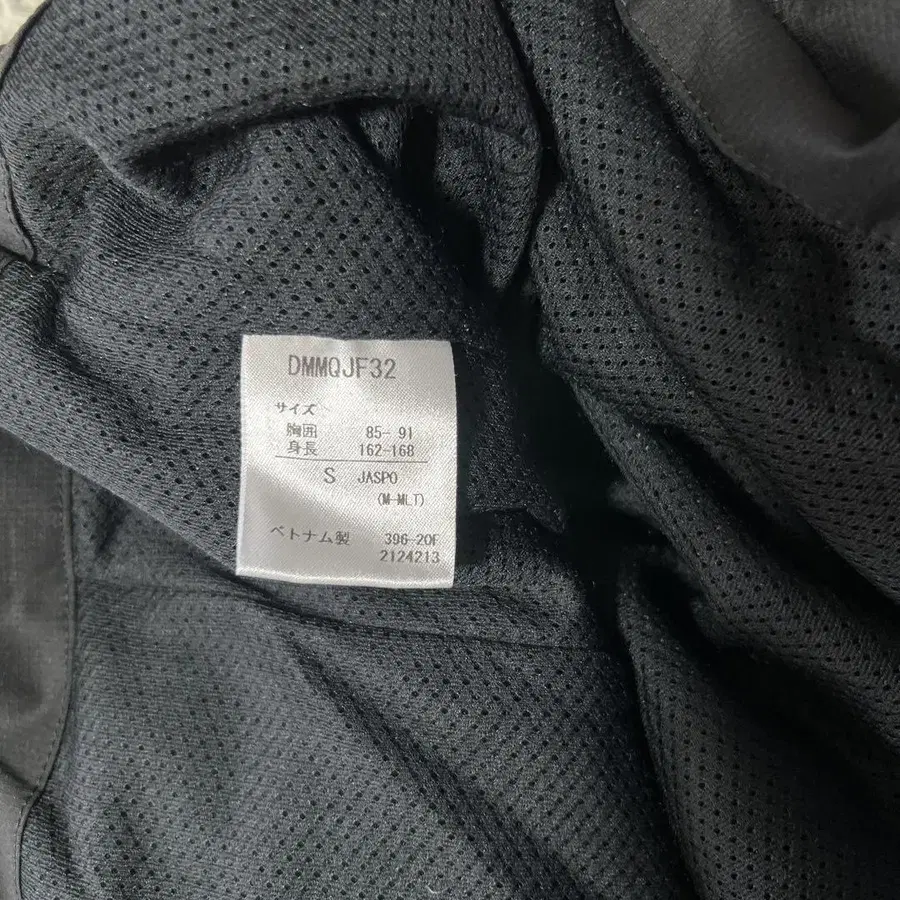 DMMQJF32
サイズ
胸囲 85-91
身長 162-168
S JASPO
(M-MLT)
ベトナム製 396-20F
2124213